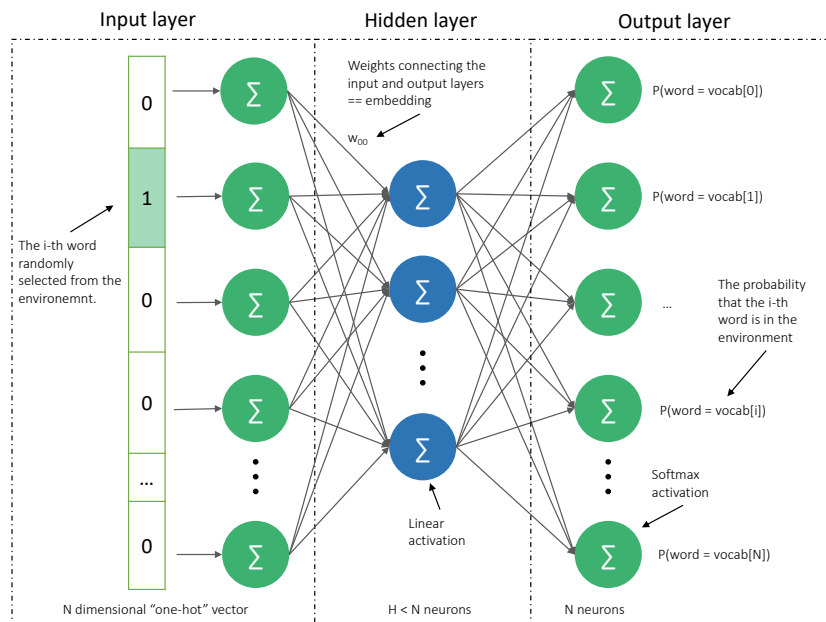 Input layer
Hidden layer
Output layer
0
1
0
0
...
0
∑
∑
∑
∑
∑
The i-th word
randomly
selected from the
environemnt.
N dimensional “one-hot” vector
Weights connecting the
input and output layers
== embedding
w00
∑
∑
∑
Linear
activation
H < N neurons
∑
∑
∑
∑
∑
P(word = vocab[0])
P(word = vocab[1])
...
The probability
that the i-th
word is in the
environment
P(word = vocab[i])
Softmax
activation
P(word = vocab[N])
N neurons